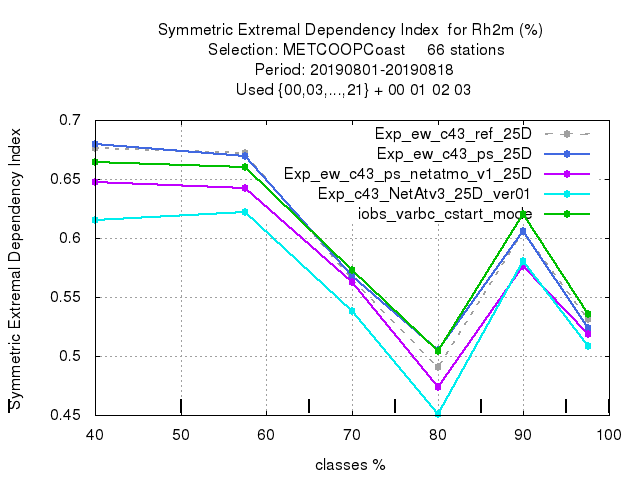 Symmetric Extremal Dependency Index for Rh2m (%)
Selection: METCOOPCoast 66 stations
Period: 20190801-20190818
Used {00,03,...,21} + 00 01 02 03
Symmetric Extremal Dependency Index
0.7
0.65
0.6
0.55
0.5
0.45
Exp_ew_c43_ref_25D
Exp_ew_c43_ps_25D
Exp_ew_c43_ps_netatmo_v1_25D
Exp_c43_NetAtv3_25D_ver01
iobs_varbc_cstart_mode
40 50 60 70 80 90 100
classes %